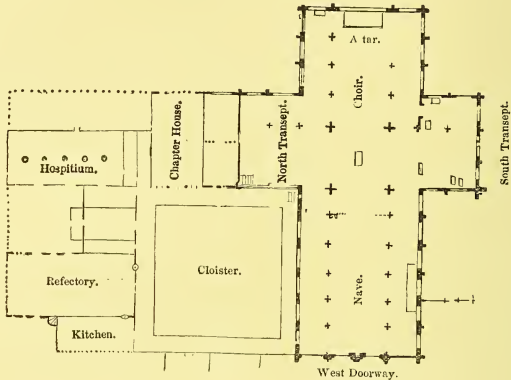 A tar.
Choir.
Chapter House.
North Transept.
South Transept.
Hospitium.
Refectory.
Cloister.
Nave.
Kitchen.
West Doorway.